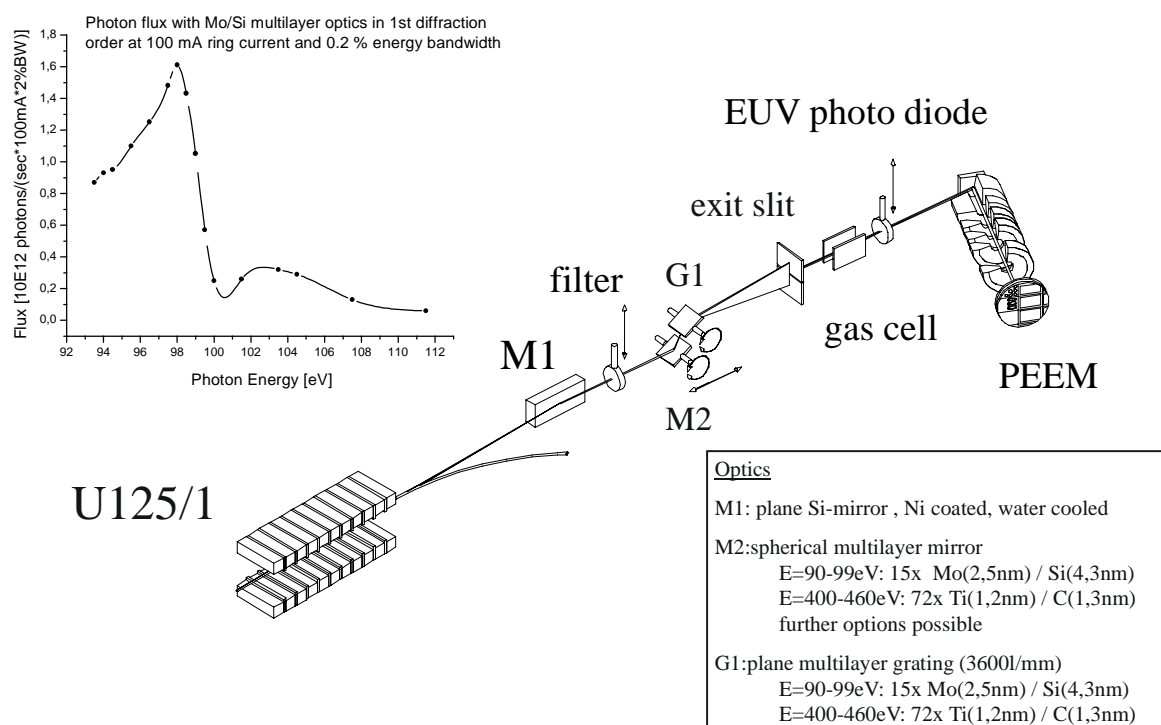 Photon flux with Mo/Si multilayer optics in 1st diffraction
order at 100 mA ring current and 0.2 % energy bandwidth
Flux [10E12 photons/(sec*100mA*2%BW)]
1,8
1,6
1,4
1,2
1,0
0,8
0,6
0,4
0,2
0,0
92 94 96 98 100 102 104 106 108 110 112
Photon Energy [eV]
EUV photo diode
exit slit
G1
filter
gas cell
M1
PEEM
M2
U125/1
Optics
M1: plane Si-mirror , Ni coated, water cooled
M2:spherical multilayer mirror
E=90-99eV: 15x Mo(2,5nm) / Si(4,3nm)
E=400-460eV: 72x Ti(1,2nm) / C(1,3nm)
further options possible
G1:plane multilayer grating (3600l/mm)
E=90-99eV: 15x Mo(2,5nm) / Si(4,3nm)
E=400-460eV: 72x Ti(1,2nm) / C(1,3nm)